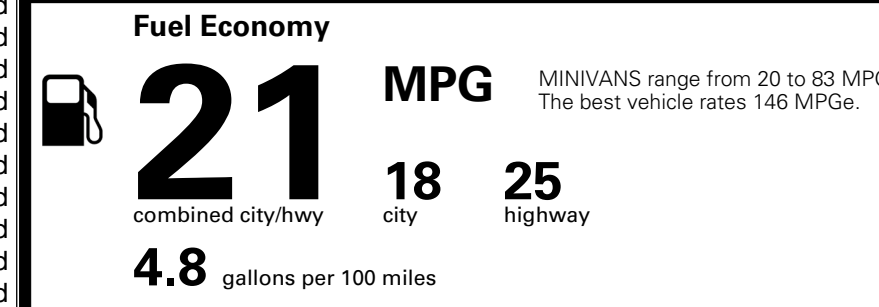 d
d
d
d
d
d
d
d
d
d
Fuel Economy
21
MPG
MINIVANS range from 20 to 83 MPG
The best vehicle rates 146 MPGe.
18
25
combined city/hwy
city
highway
4.8 gallons per 100 miles